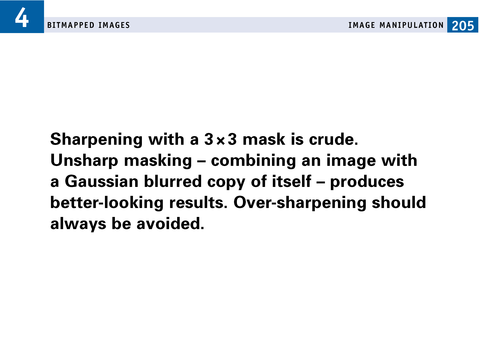 4
BITMAPPED IMAGES
IMAGE MANIPULATION 205
Sharpening with a 3×3 mask is crude.
Unsharp masking – combining an image with
a Gaussian blurred copy of itself – produces
better-looking results. Over-sharpening should
always be avoided.